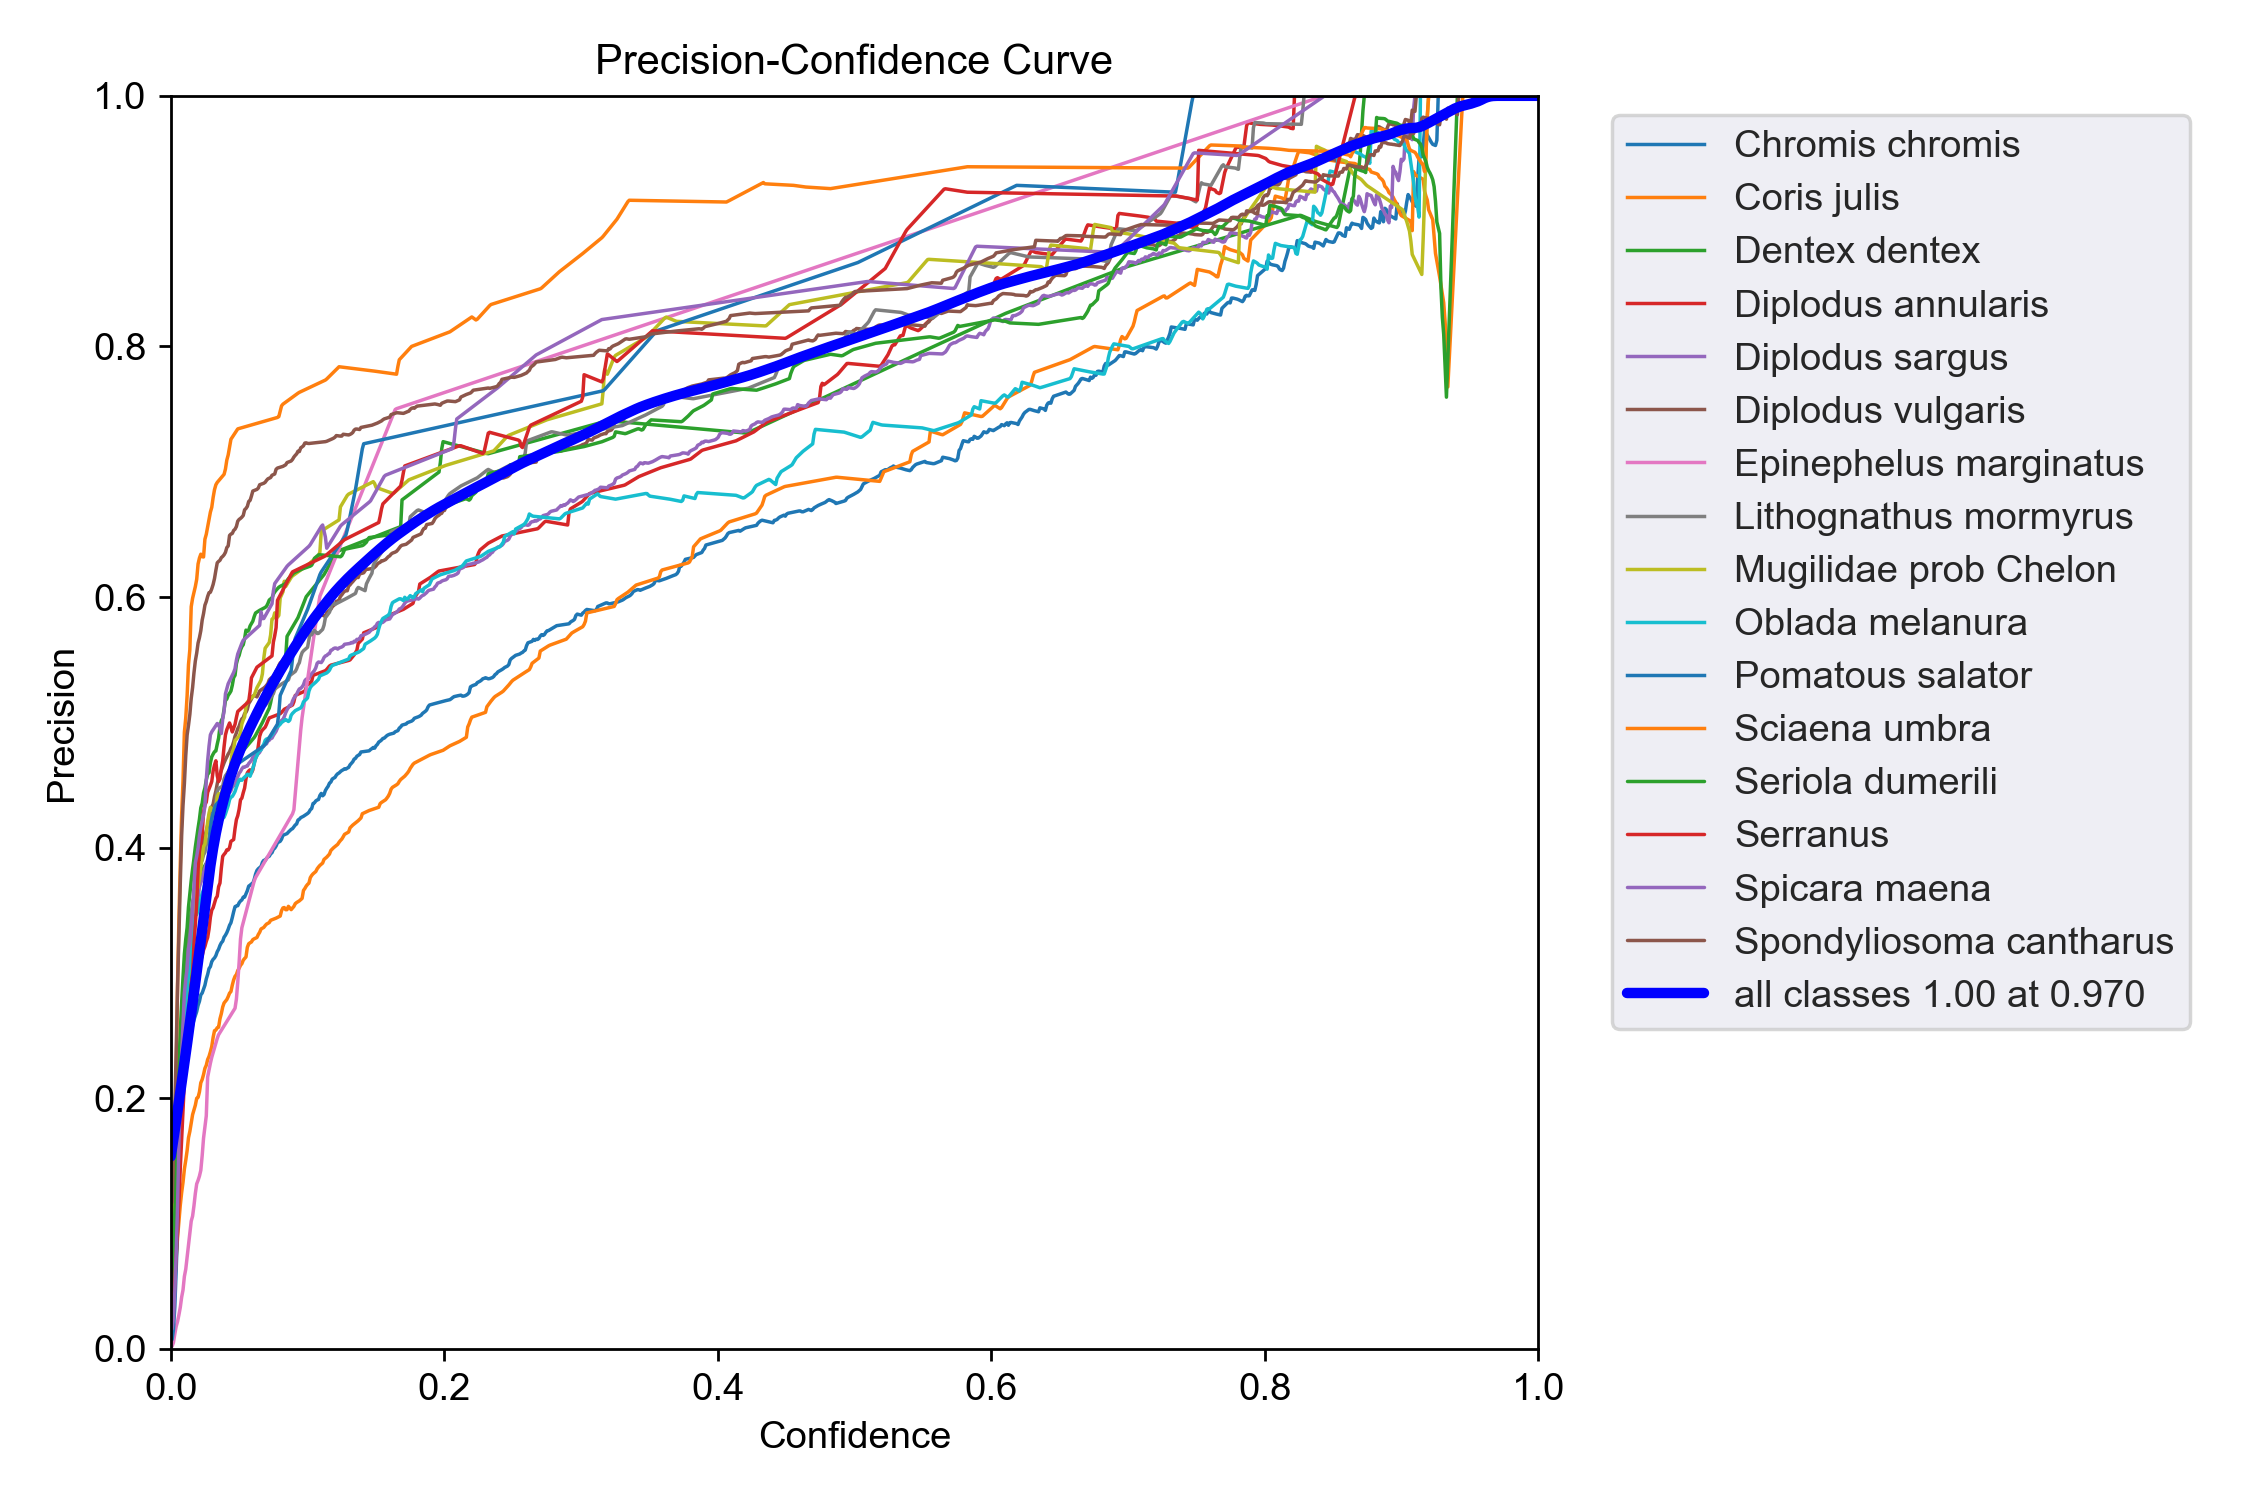 Precision-Confidence Curve
1.0
0.8
0.6
0.4
0.2
0.0
Precision
0.0 0.2 0.4 0.6 0.8 1.0
Confidence
Chromis chromis
Coris julis
Dentex dentex
Diplodus annularis
Diplodus sargus
Diplodus vulgaris
Epinephelus marginatus
Lithognathus mormyrus
Mugilidae prob Chelon
Oblada melanura
Pomatous salator
Sciaena umbra
Seriola dumerili
Serranus
Spicara maena
Spondyliosoma cantharus
all classes 1.00 at 0.970